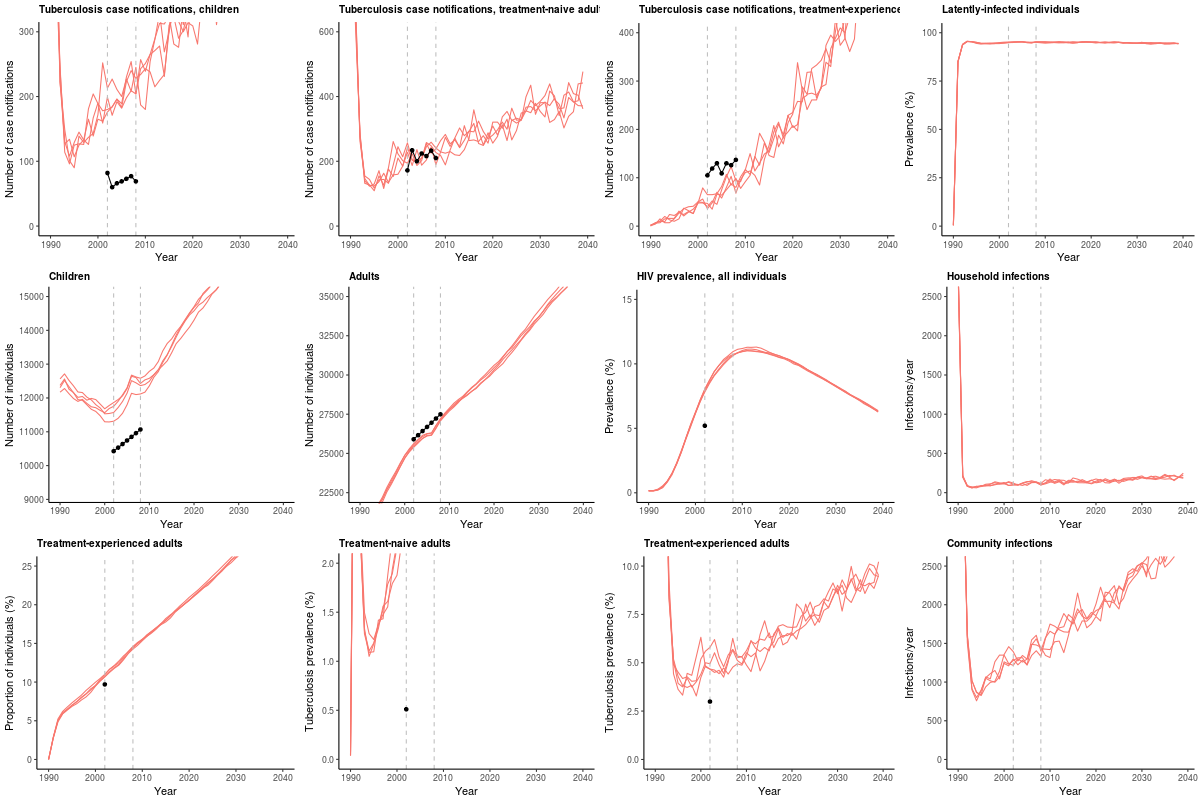 Tuberculosis case notifications, children
Number of case notifications
300
200
100
0
1990 2000 2010 2020 2030 2040
Year
Tuberculosis case notifications, treatment-naive adul
Number of case notifications
600
400
200
0
1990 2000 2010 2020 2030 2040
Year
Tuberculosis case notifications, treatment-experience
Number of case notifications
400
300
200
100
0
1990 2000 2010 2020 2030 2040
Year
Latently-infected individuals
Prevalence (%)
100
75
50
25
0
1990 2000 2010 2020 2030 2040
Year
Children
Number of individuals
15000
14000
13000
12000
11000
10000
9000
1990 2000 2010 2020 2030 2040
Year
Adults
Number of individuals
35000
32500
30000
27500
25000
22500
1990 2000 2010 2020 2030 2040
Year
HIV prevalence, all individuals
Prevalence (%)
15
10
5
0
1990 2000 2010 2020 2030 2040
Year
Household infections
Infections/year
2500
2000
1500
1000
500
0
1990 2000 2010 2020 2030 2040
Year
Treatment-experienced adults
Proportion of individuals (%)
25
20
15
10
5
0
1990 2000 2010 2020 2030 2040
Year
Treatment-naive adults
Tuberculosis prevalence (%)
2.0
1.5
1.0
0.5
0.0
1990 2000 2010 2020 2030 2040
Year
Treatment-experienced adults
Tuberculosis prevalence (%)
10.0
7.5
5.0
2.5
0.0
1990 2000 2010 2020 2030 2040
Year
Community infections
Infections/year
2500
2000
1500
1000
500
0
1990 2000 2010 2020 2030 2040
Year